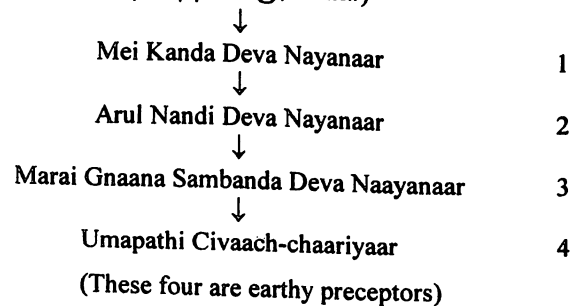 ↓
Mei Kanda Deva Nayanaar 1
↓
Arul Nandi Deva Nayanaar 2
↓
Marai Gnaana Sambanda Deva Naayanaar 3
↓
Umapathi Civaach-chaariyaar 4
(These four are earthy preceptors)